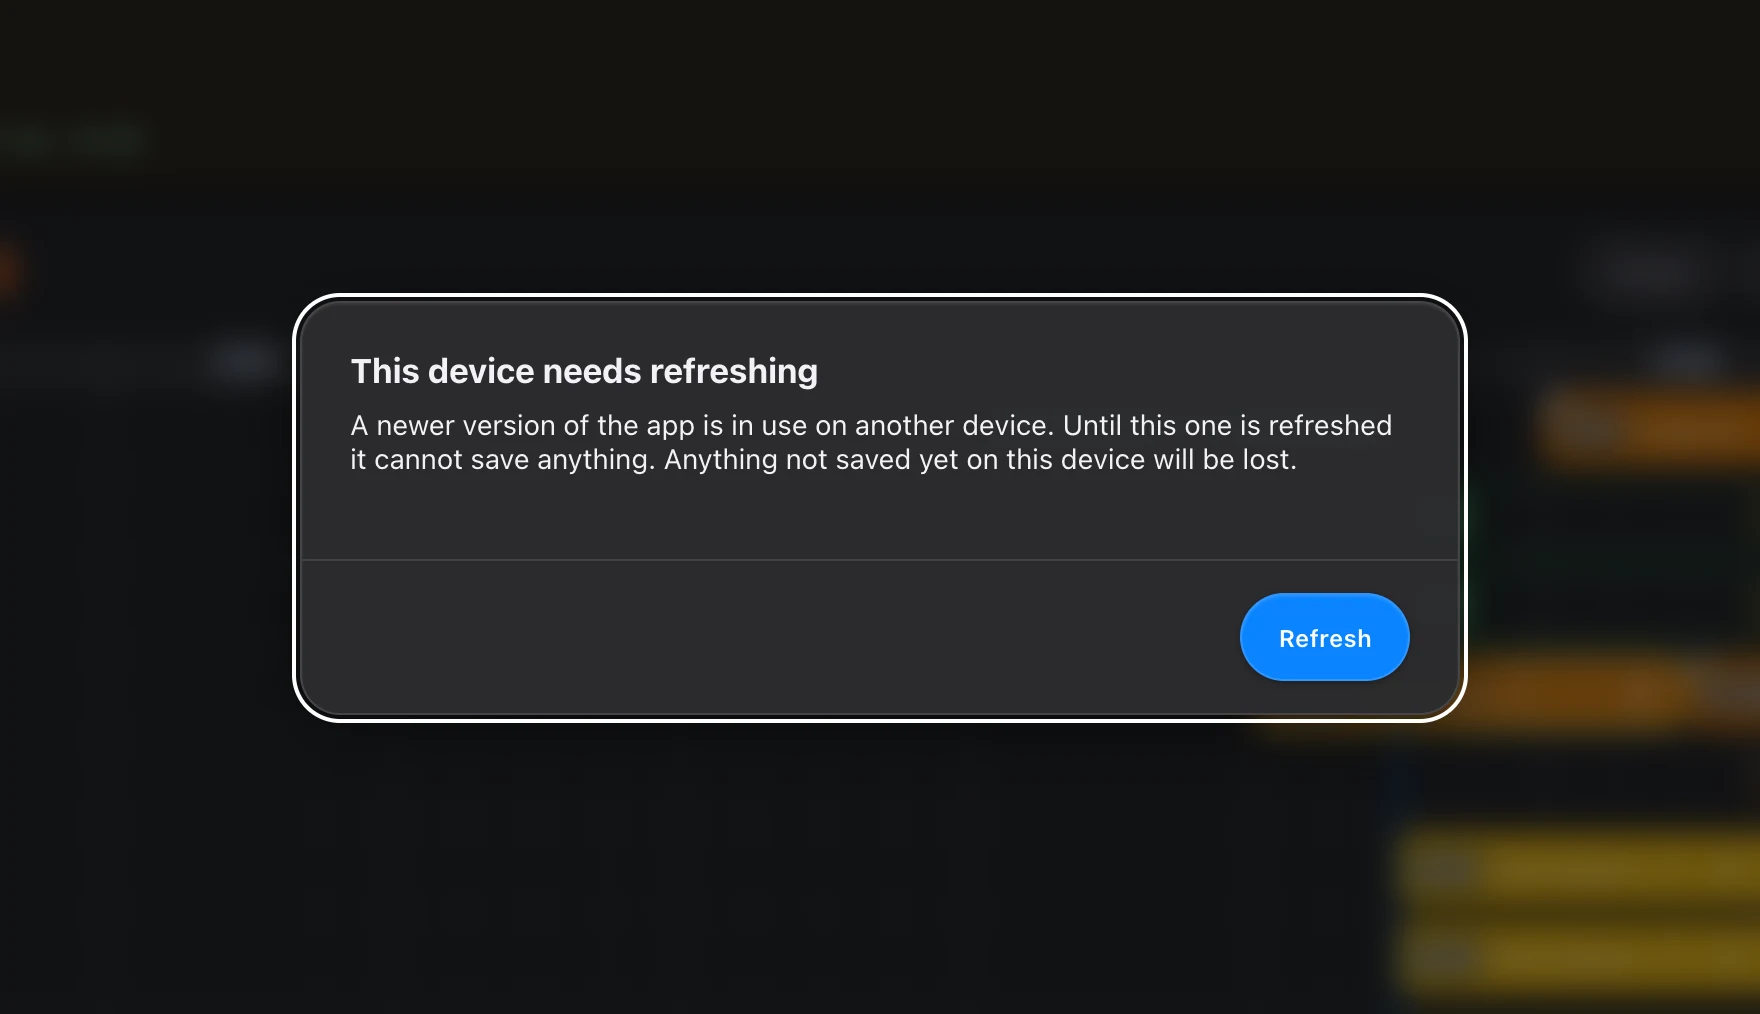 This device needs refreshing
A newer version of the app is in use on another device. Until this one is refreshed
it cannot save anything. Anything not saved yet on this device will be lost.
Refresh